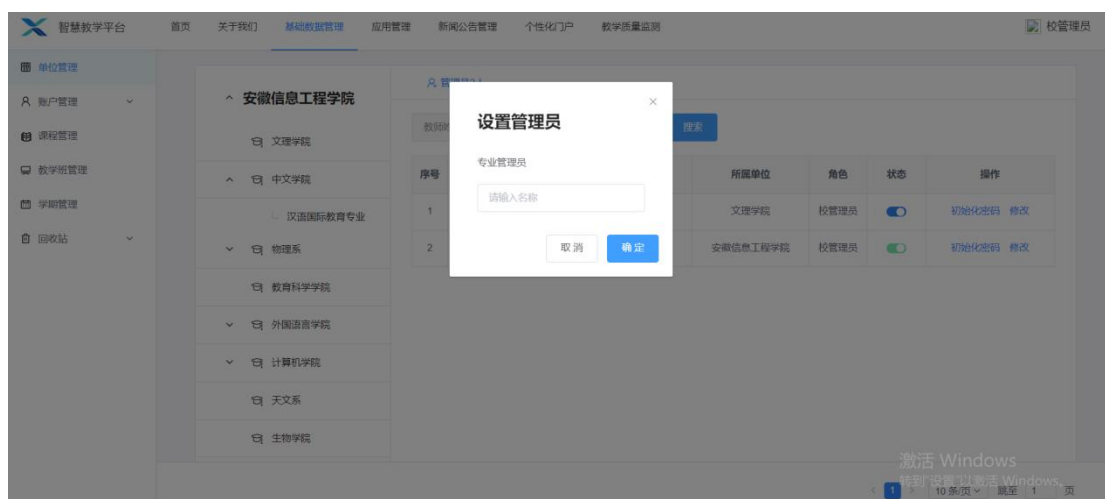 智慧教学平台 首页 关于我们 基础数据管理 应用管理 新闻公告管理 个性化门户 教学质量监测 校管理员
单位管理
账户管理
课程管理
教学班管理
学期管理
回收站
安徽信息工程学院
文理学院
中文学院
汉语国际教育专业
物理系
教育科学学院
外国语言学院
计算机学院
天文系
生物学院
设置管理员
专业管理员
请输入名称
取消 确定
搜索
序号 所属单位 角色 状态 操作
1 文理学院 校管理员 初始化密码 修改
2 安徽信息工程学院 校管理员 初始化密码 修改
激活 Windows
转到"设置"以激活 Windows。
1 10条/页 跳至 1 页